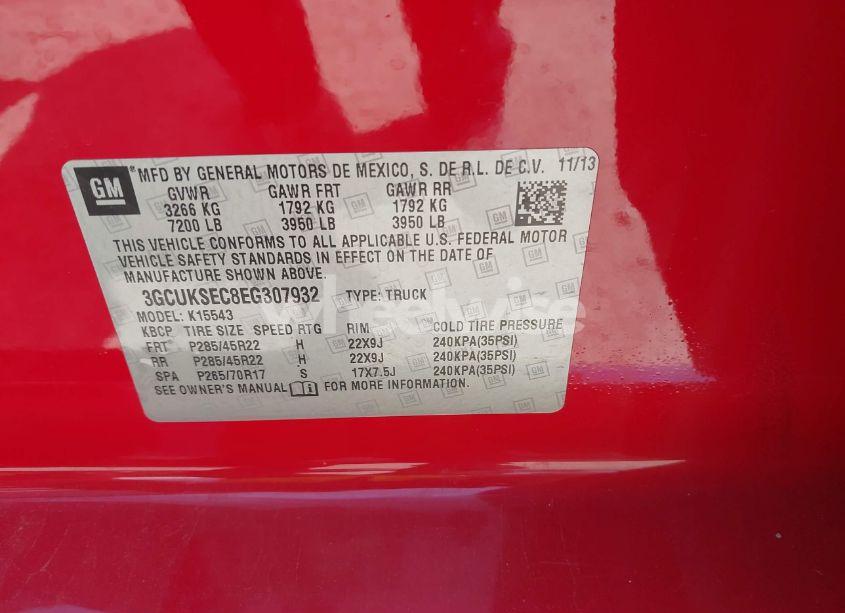 GM
® MFD BY GENERAL MOTORS DE MEXICO, S. DE R.L. DE C.V. 11/13
GVWR GAWR FRT GAWR RR
3266 KG 1792 KG 1792 KG
7200 LB 3950 LB 3950 LB
THIS VEHICLE CONFORMS TO ALL APPLICABLE U.S. FEDERAL MOTOR
VEHICLE SAFETY STANDARDS IN EFFECT ON THE DATE OF
MANUFACTURE SHOWN ABOVE.
3GCUKSEC8EG307932 TYPE: TRUCK
MODEL: K15543
KBCP TIRE SIZE SPEED RTG RIM COLD TIRE PRESSURE
FRT P285/45R22 H 22X9J 240KPA(35PSI)
RR P285/45R22 H 22X9J 240KPA(35PSI)
SPA P265/70R17 S 17X7.5J 240KPA(35PSI)
SEE OWNER'S MANUAL FOR MORE INFORMATION.